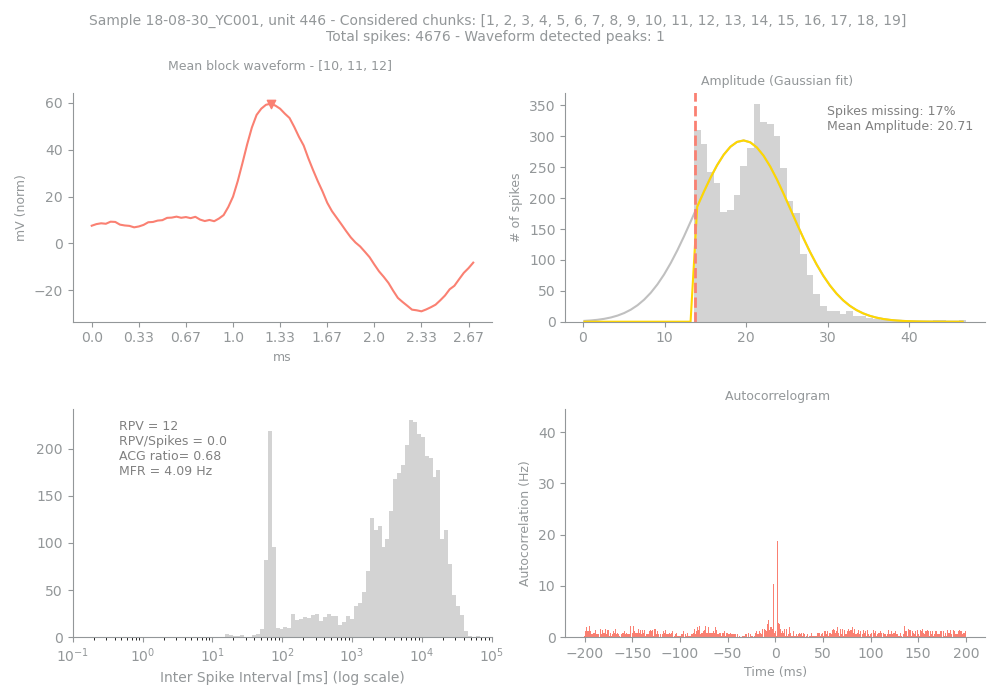 Sample 18-08-30_YC001, unit 446 - Considered chunks: [1, 2, 3, 4, 5, 6, 7, 8, 9, 10, 11, 12, 13, 14, 15, 16, 17, 18, 19]
Total spikes: 4676 - Waveform detected peaks: 1
Mean block waveform - [10, 11, 12]
mV (norm)
60
40
20
0
−20
0.0 0.33 0.67 1.0 1.33 1.67 2.0 2.33 2.67
ms
Amplitude (Gaussian fit)
Spikes missing: 17%
Mean Amplitude: 20.71
# of spikes
350
300
250
200
150
100
50
0
0 10 20 30 40
RPV = 12
RPV/Spikes = 0.0
ACG ratio= 0.68
MFR = 4.09 Hz
200
150
100
50
0
10⁻¹ 10⁰ 10¹ 10² 10³ 10⁴ 10⁵
Inter Spike Interval [ms] (log scale)
Autocorrelogram
Autocorrelation (Hz)
40
30
20
10
0
−200 −150 −100 −50 0 50 100 150 200
Time (ms)